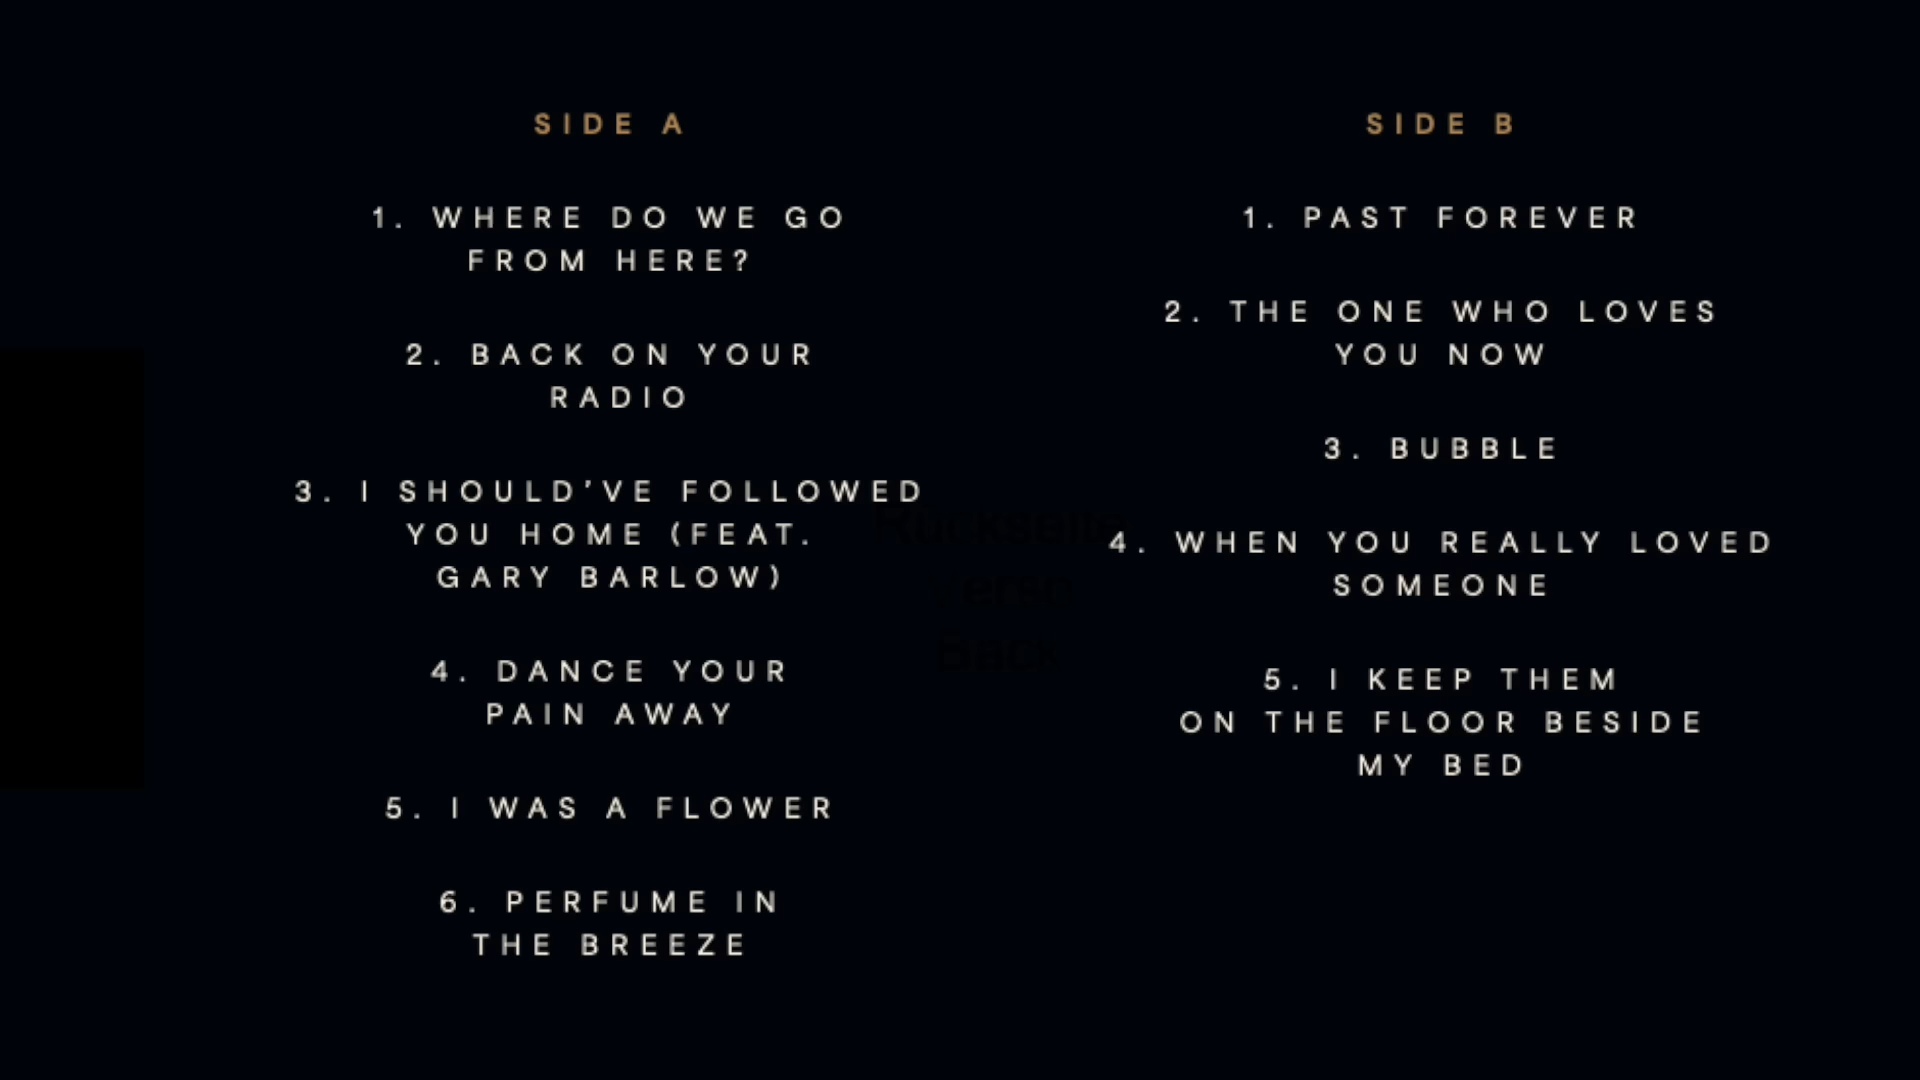 SIDE A
1. WHERE DO WE GO
FROM HERE?
2. BACK ON YOUR
RADIO
3. I SHOULD'VE FOLLOWED
YOU HOME (FEAT.
GARY BARLOW)
4. DANCE YOUR
PAIN AWAY
5. I WAS A FLOWER
6. PERFUME IN
THE BREEZE
SIDE B
1. PAST FOREVER
2. THE ONE WHO LOVES
YOU NOW
3. BUBBLE
4. WHEN YOU REALLY LOVED
SOMEONE
5. I KEEP THEM
ON THE FLOOR BESIDE
MY BED
Rückseite
verso
Back